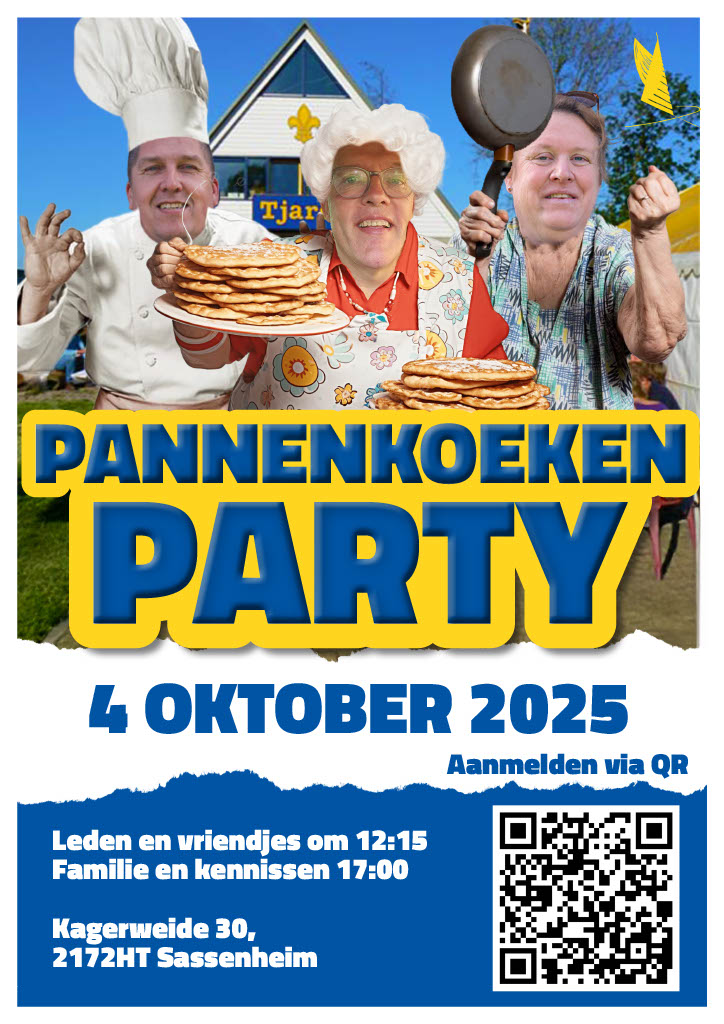 Tjar
PANNENKOEKEN
PARTY
4 OKTOBER 2025
Aanmelden via QR
Leden en vriendjes om 12:15
Familie en kennissen 17:00
Kagerweide 30,
2172HT Sassenheim